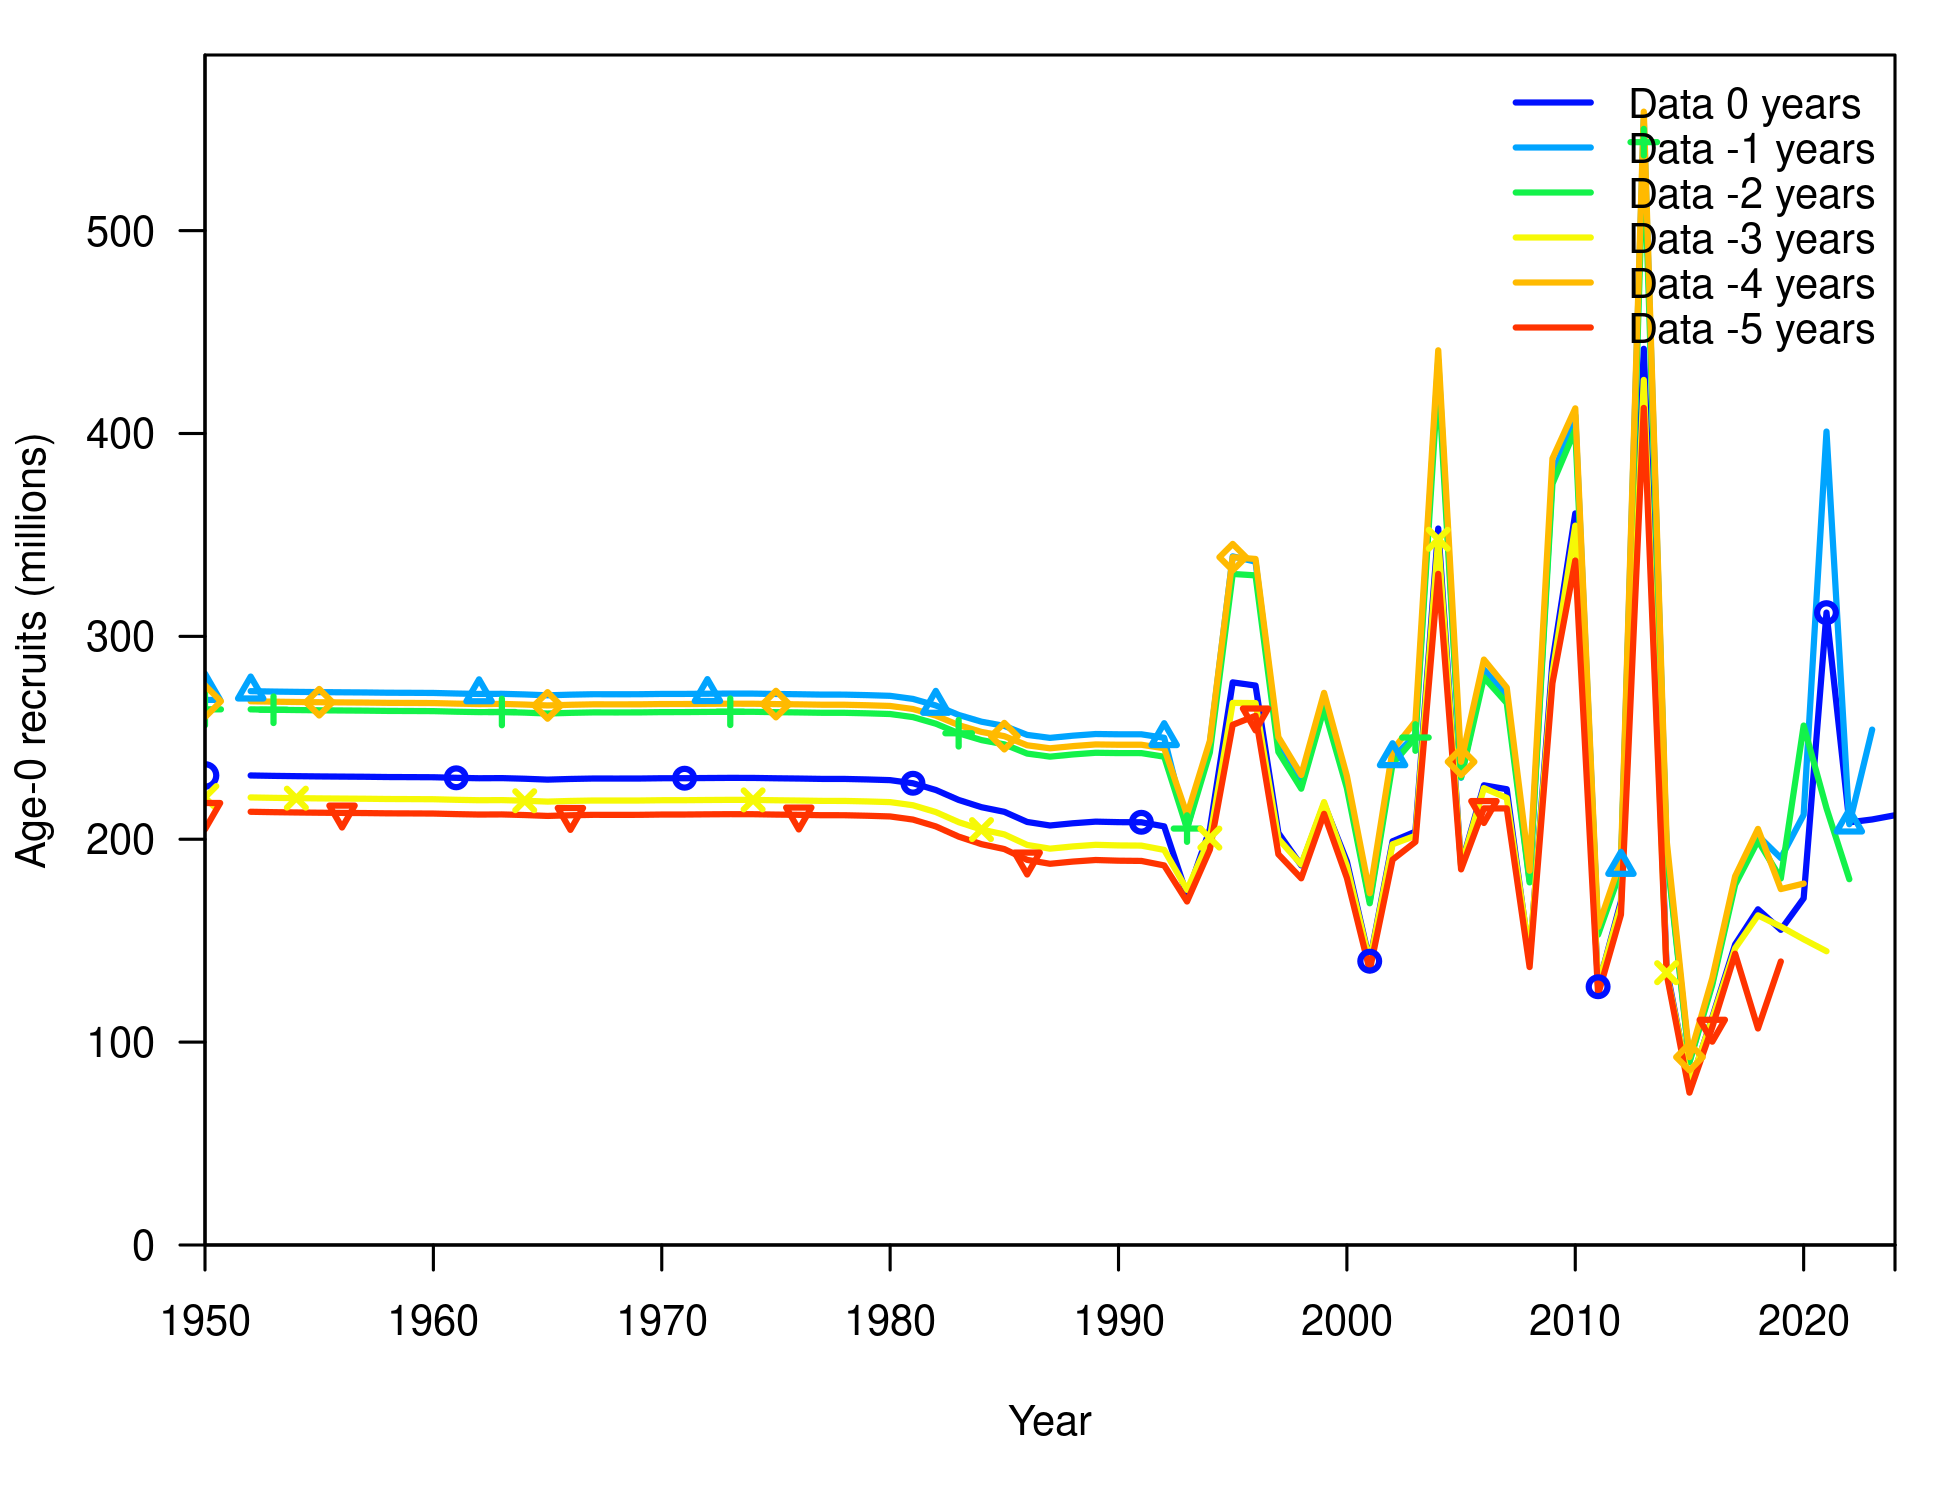 Data 0 years
Data -1 years
Data -2 years
Data -3 years
Data -4 years
Data -5 years
Age-0 recruits (millions)
500
400
300
200
100
0
1950 1960 1970 1980 1990 2000 2010 2020
Year